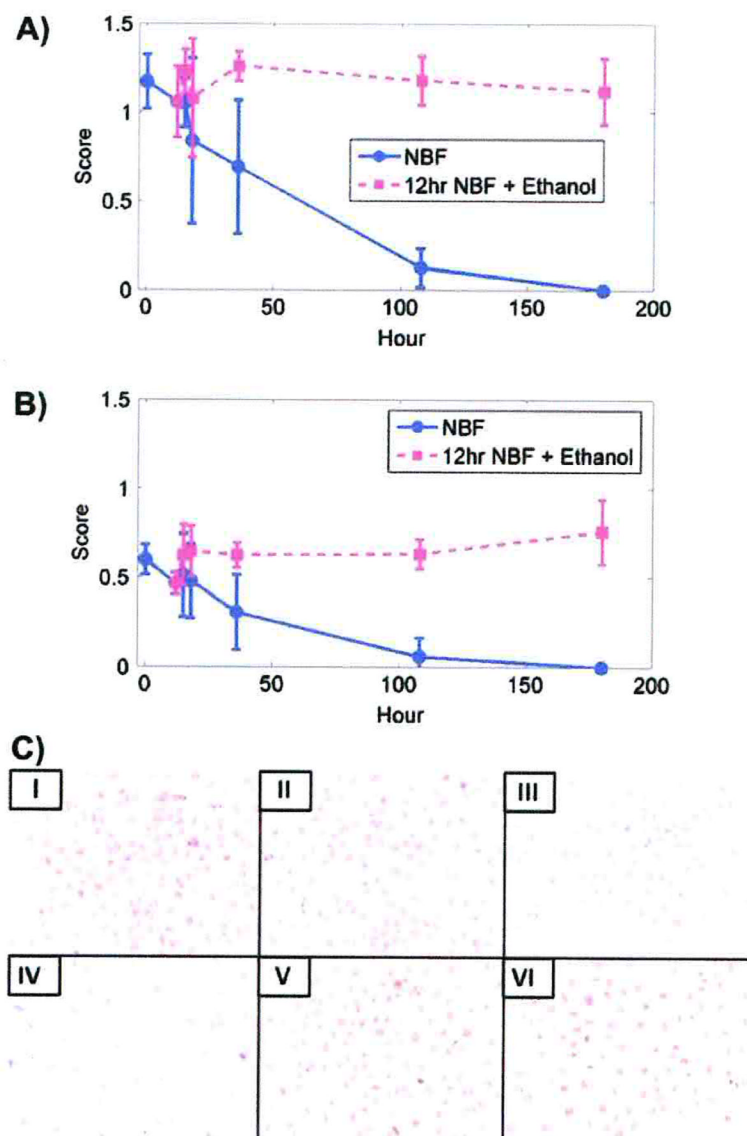 A)
1.5
1
0.5
0
Score
NBF
12hr NBF + Ethanol
0 50 100 150 200
Hour
B)
1.5
1
0.5
0
Score
NBF
12hr NBF + Ethanol
0 50 100 150 200
Hour
C)
I II III
IV V VI